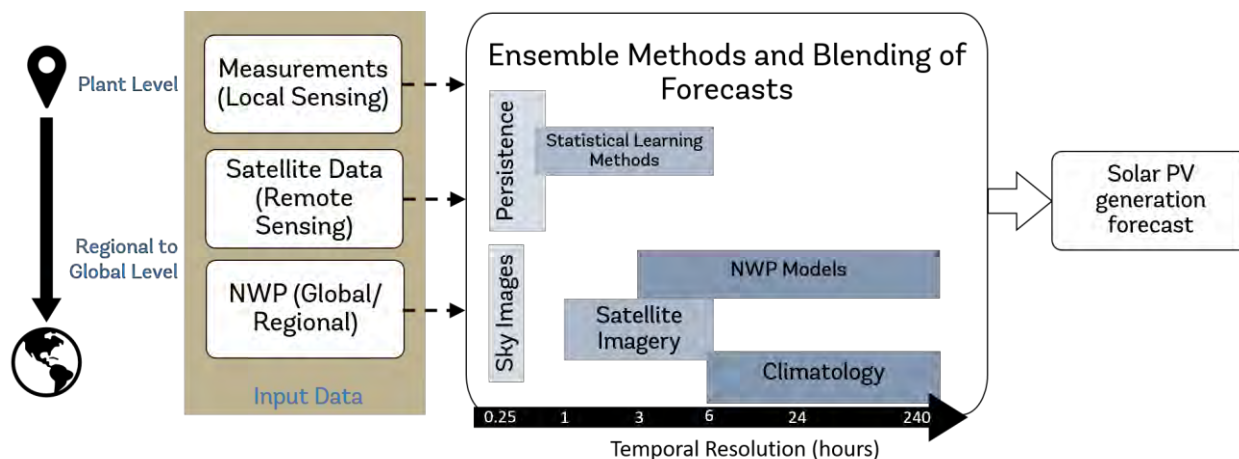 Plant Level
Regional to
Global Level
Measurements
(Local Sensing)
Satellite Data
(Remote
Sensing)
NWP (Global/
Regional)
Input Data
Ensemble Methods and Blending of
Forecasts
Persistence
Statistical Learning
Methods
Sky Images
NWP Models
Satellite
Imagery
Climatology
0.25 1 3 6 24 240
Temporal Resolution (hours)
Solar PV
generation
forecast